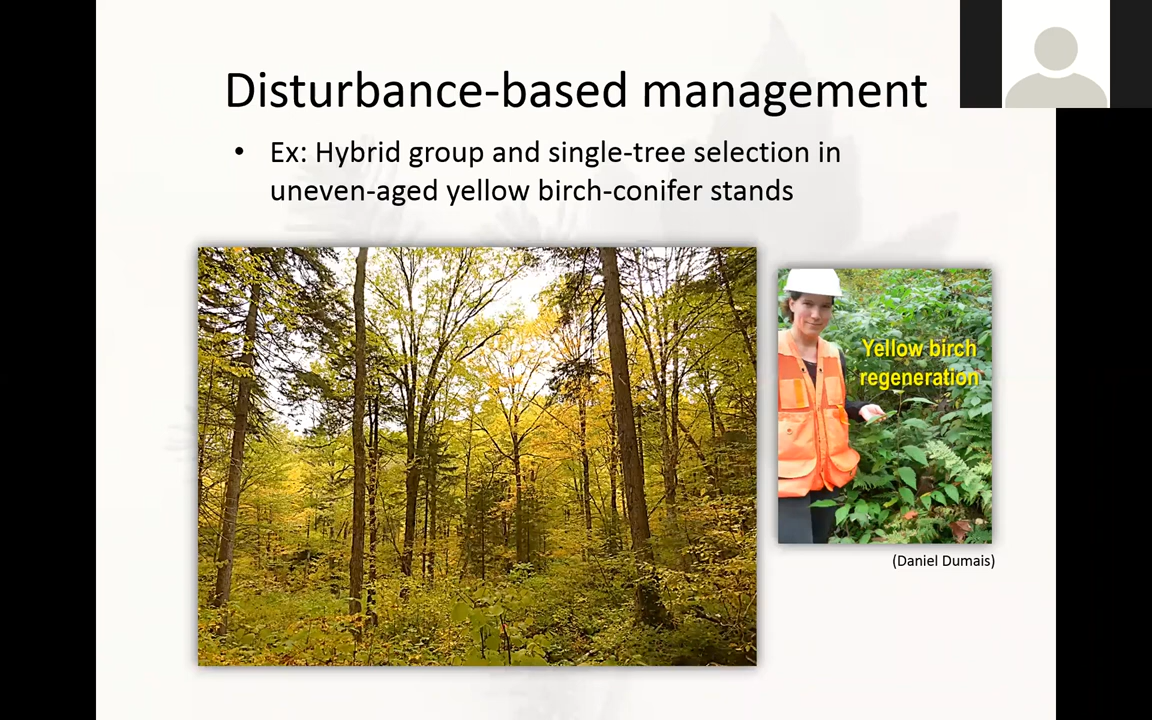 Disturbance-based management
• Ex: Hybrid group and single-tree selection in
uneven-aged yellow birch-conifer stands
Yellow birch
regeneration
(Daniel Dumais)